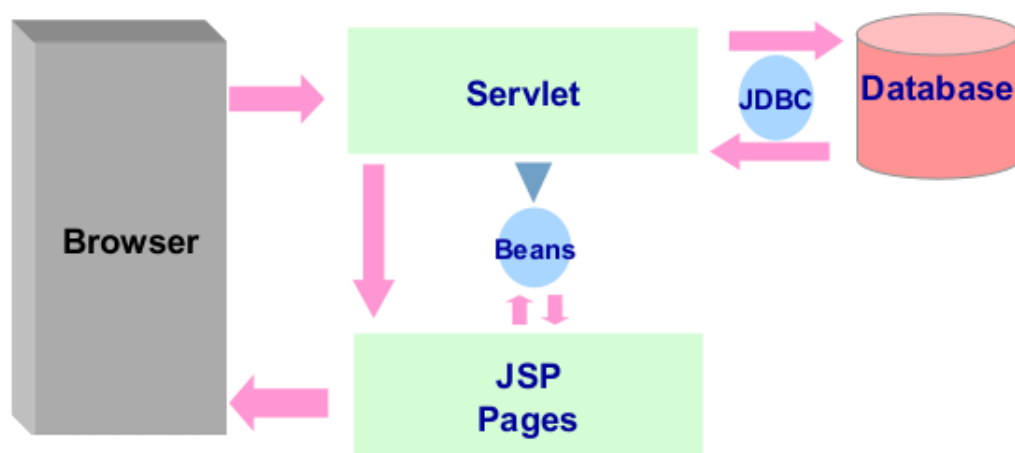 Servlet
JDBC
Database
Browser
Beans
JSP
Pages